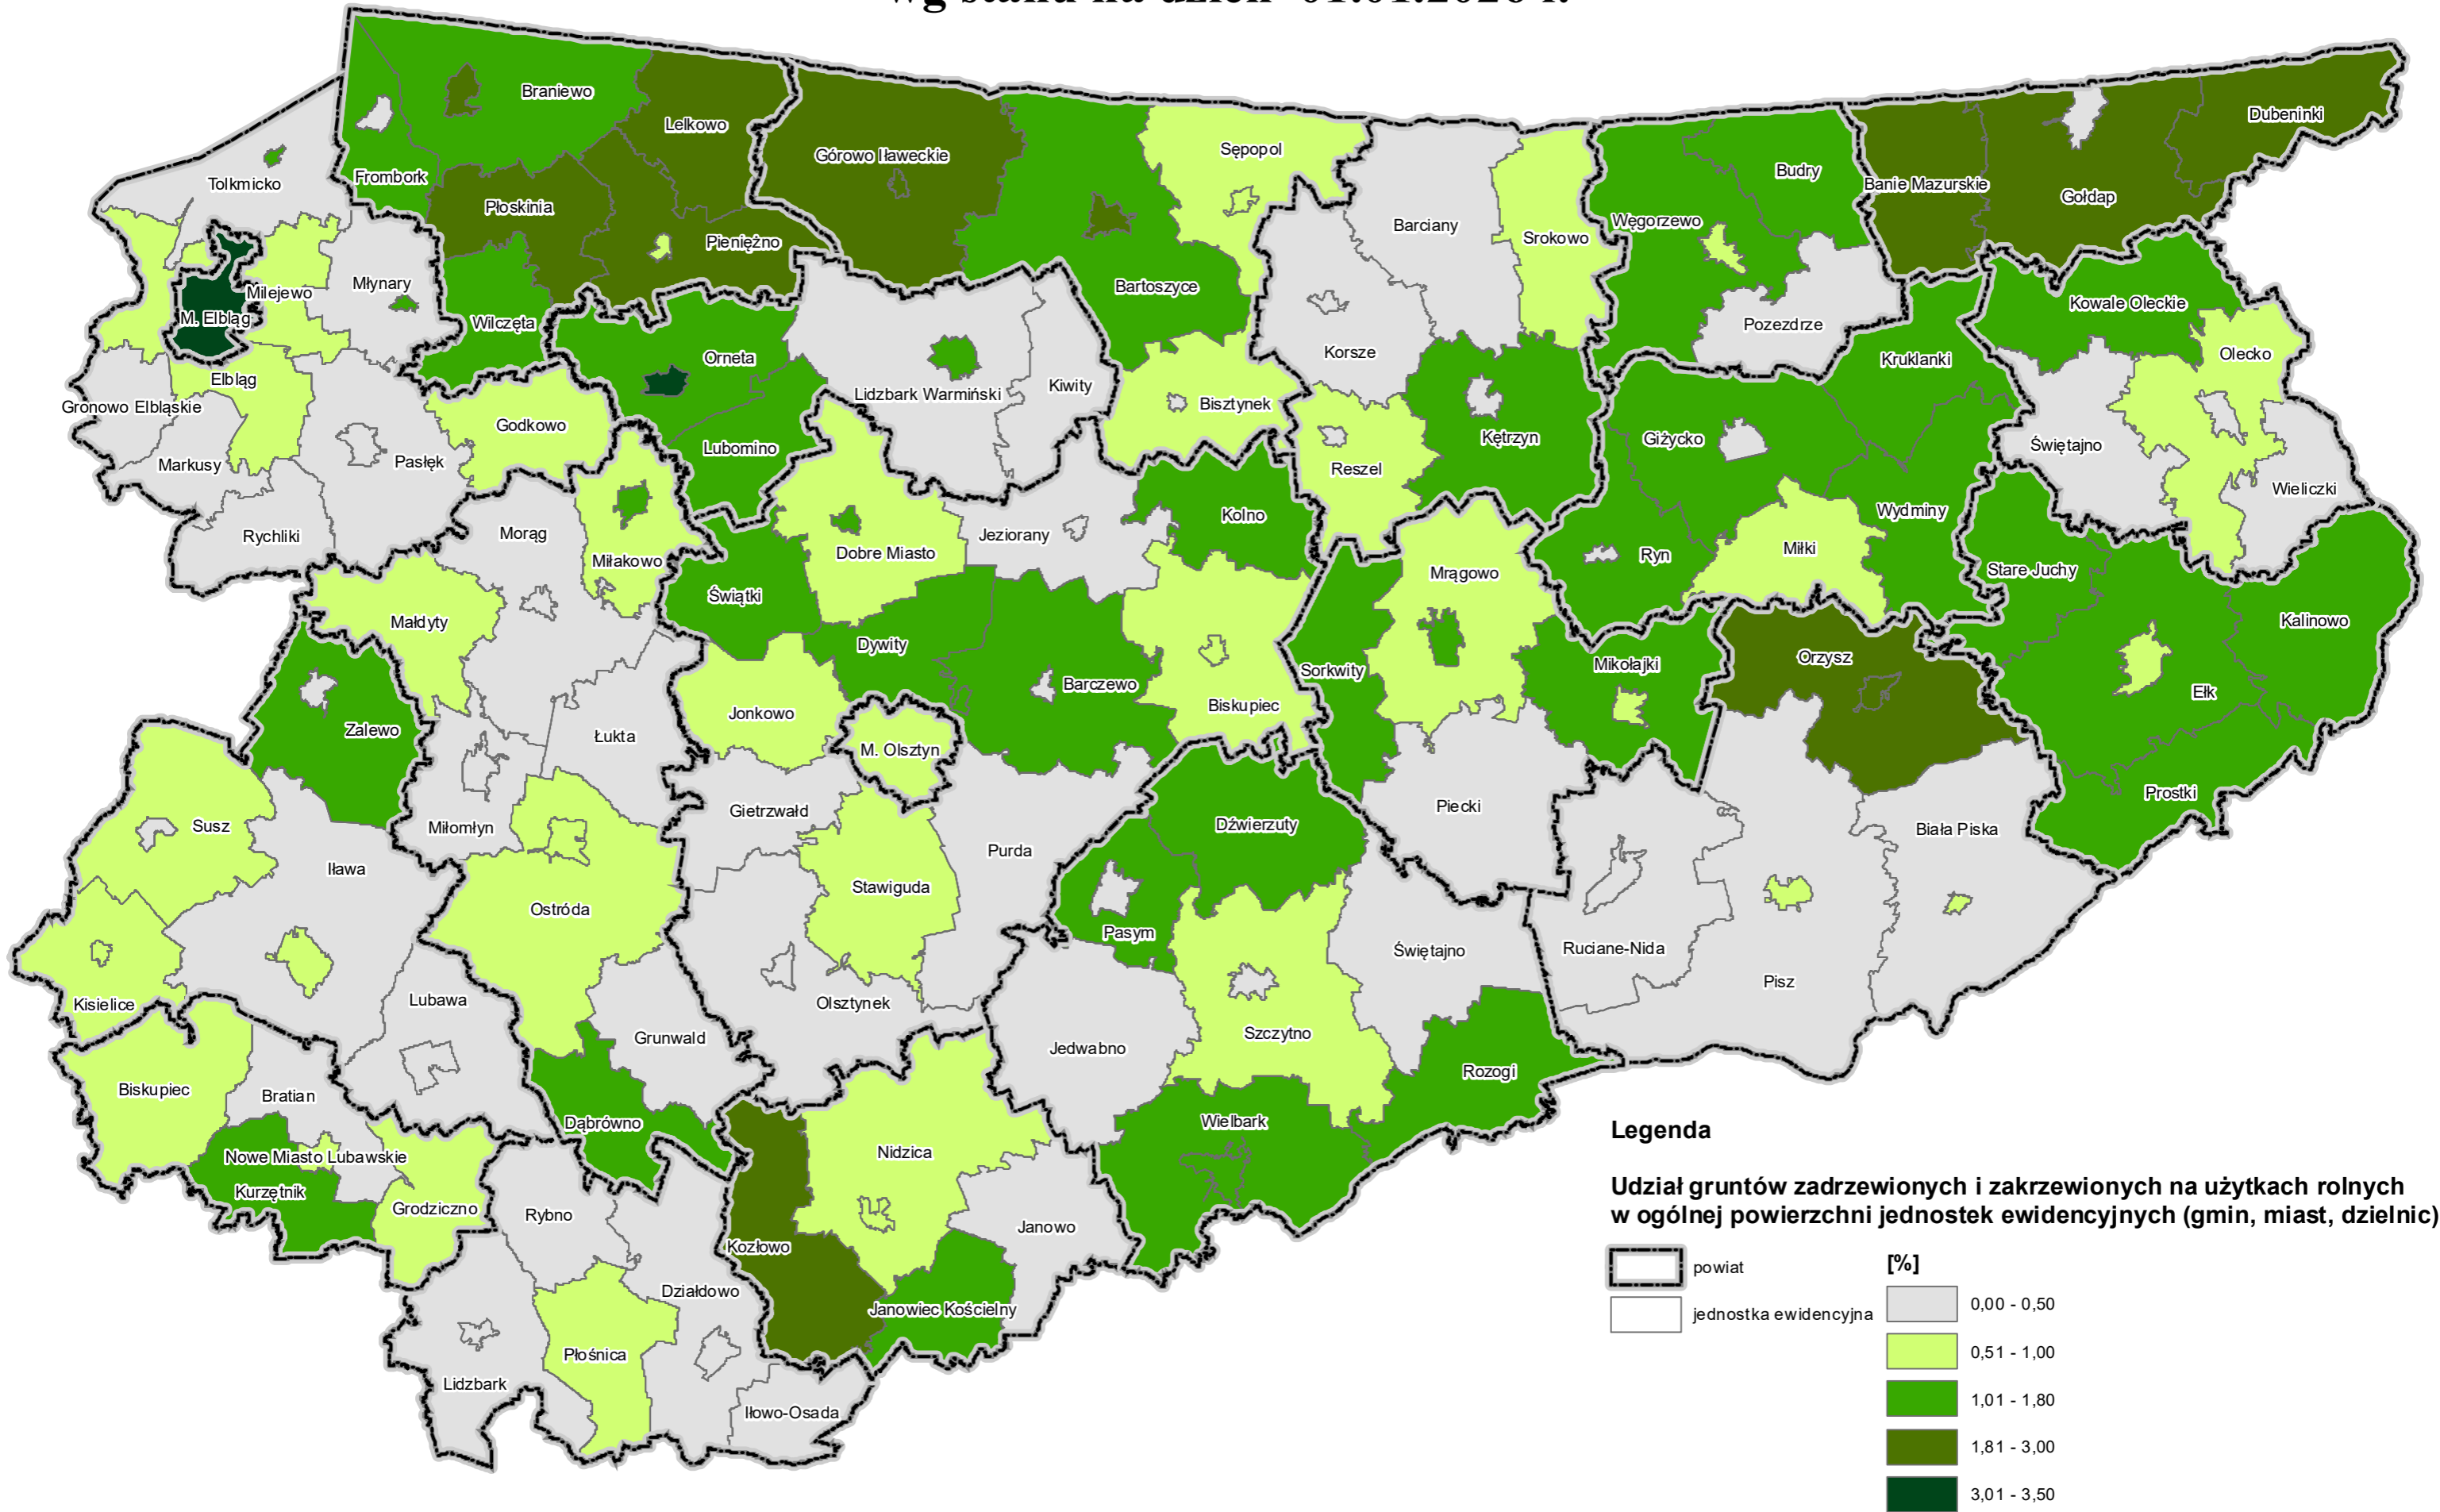 wg stanu na dzień 01.01.2026 r.
Braniewo
Lelkowo
Frombork
Płoskinia
Pieniężno
Wilczęta
Górowo Iławeckie
Sępopol
Bartoszyce
Bisztynek
Barciany
Srokowo
Korsze
Kętrzyn
Reszel
Węgorzewo
Budry
Pozezdrze
Banie Mazurskie
Gołdap
Dubeninki
Kowale Oleckie
Olecko
Świętajno
Wieliczki
Tolkmicko
Milejewo
Młynary
M. Elbląg
Elbląg
Gronowo Elbląskie
Markusy
Pasłęk
Godkowo
Rychliki
Orneta
Lubomino
Lidzbark Warmiński
Kiwity
Kruklanki
Giżycko
Wydminy
Ryn
Miłki
Stare Juchy
Kalinowo
Ełk
Prostki
Morąg
Miłakowo
Małdyty
Łukta
Miłomłyn
Ostróda
Grunwald
Dąbrówno
Dobre Miasto
Jeziorany
Kolno
Świątki
Dywity
Barczewo
Biskupiec
Jonkowo
M. Olsztyn
Gietrzwałd
Stawiguda
Purda
Olsztynek
Mrągowo
Sorkwity
Mikołajki
Piecki
Orzysz
Biała Piska
Ruciane-Nida
Pisz
Zalewo
Susz
Iława
Kisielice
Lubawa
Dźwierzuty
Pasym
Świętajno
Szczytno
Jedwabno
Rozogi
Wielbark
Biskupiec
Bratian
Nowe Miasto Lubawskie
Kurzętnik
Grodziczno
Rybno
Działdowo
Płośnica
Lidzbark
Iłowo-Osada
Nidzica
Kozłowo
Janowo
Janowiec Kościelny
Legenda
Udział gruntów zadrzewionych i zakrzewionych na użytkach rolnych
w ogólnej powierzchni jednostek ewidencyjnych (gmin, miast, dzielnic)
powiat
jednostka ewidencyjna
[%]
0,00 - 0,50
0,51 - 1,00
1,01 - 1,80
1,81 - 3,00
3,01 - 3,50